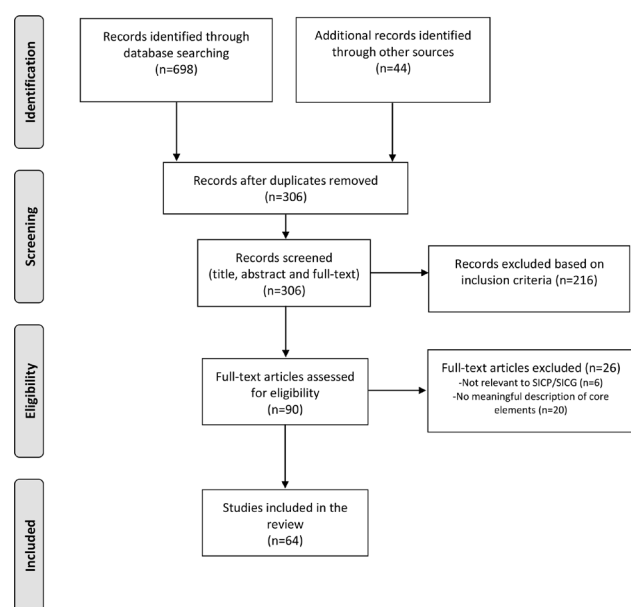 Identification
Records identified through
database searching
(n=698)
Additional records identified
through other sources
(n=44)
Screening
Records after duplicates removed
(n=306)
Records screened
(title, abstract and full-text)
(n=306)
Records excluded based on
inclusion criteria (n=216)
Eligibility
Full-text articles assessed
for eligibility
(n=90)
Full-text articles excluded (n=26)
-Not relevant to SICP/SICG (n=6)
-No meaningful description of core
elements (n=20)
Included
Studies included in the
review
(n=64)